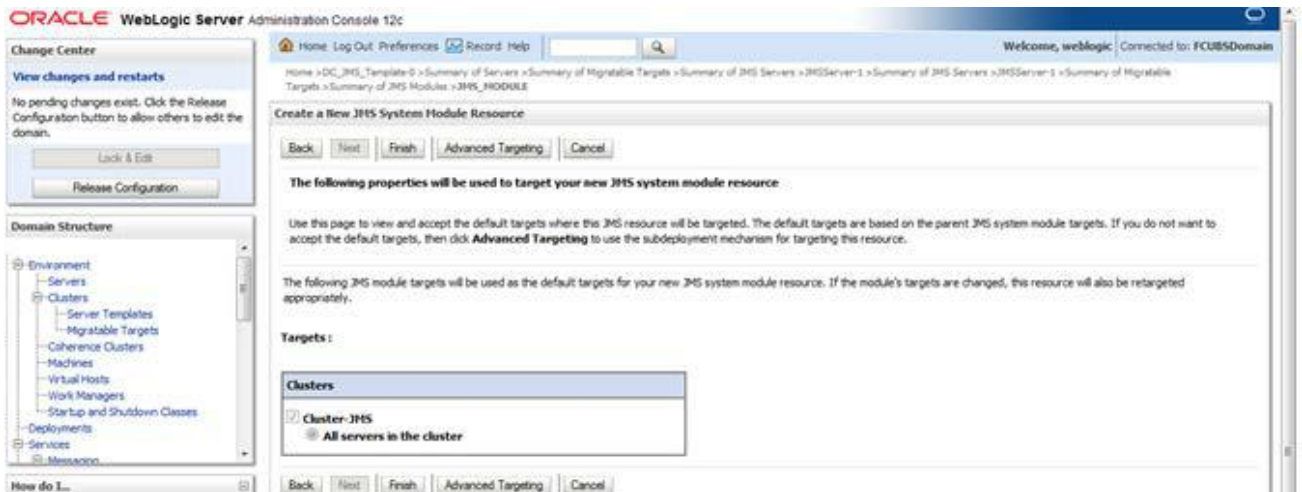 ORACLE WebLogic Server Administration Console 12c
Change Center
View changes and restarts
No pending changes exist. Click the Release
Configuration button to allow others to edit the
domain.
Lock & Edit
Release Configuration
Domain Structure
Environment
Servers
Clusters
Server Templates
Migratable Targets
Coherence Clusters
Machines
Virtual Hosts
Work Managers
Startup and Shutdown Classes
Deployments
Services
Messaging
How do I...
Home Log Out Preferences Record Help
Welcome, weblogic Connected to: FCUBSDomain
Home >DC_JMS_Template-0 >Summary of Servers >Summary of Migratable Targets >Summary of JMS Servers >JMSServer-1 >Summary of JMS Servers >JMSServer-1 >Summary of Migratable
Targets >Summary of JMS Modules >JMS_MODULE
Create a New JMS System Module Resource
Back Next Finish Advanced Targeting Cancel
The following properties will be used to target your new JMS system module resource
Use this page to view and accept the default targets where this JMS resource will be targeted. The default targets are based on the parent JMS system module targets. If you do not want to
accept the default targets, then click Advanced Targeting to use the subdeployment mechanism for targeting this resource.
The following JMS module targets will be used as the default targets for your new JMS system module resource. If the module's targets are changed, this resource will also be retargeted
appropriately.
Targets :
Clusters
Cluster-JMS
All servers in the cluster
Back Next Finish Advanced Targeting Cancel